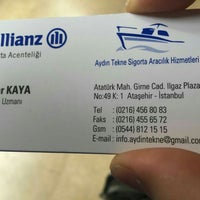 llianz
rta Acenteliği
Aydın Tekne Sigorta Aracılık Hizmetleri
KAYA
Uzmanı
Atatürk Mah. Girne Cad. Ilgaz Plaza
No:49 K: 1 Ataşehir - İstanbul
Tel : (0216) 456 80 83
Fax : (0216) 455 65 72
Gsm : (0544) 812 15 15
E-mail : info.aydintekne@gmail.com